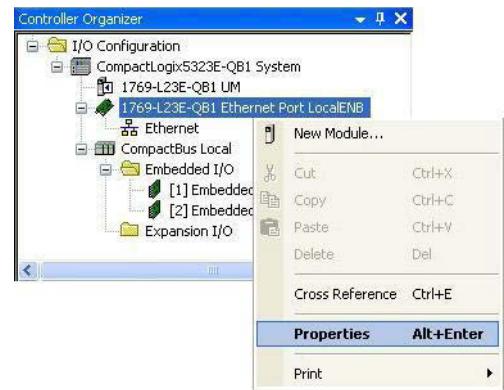 Controller Organizer
I/O Configuration
CompactLogix5323E-QB1 System
1769-L23E-QB1 UM
1769-L23E-QB1 Ethernet Port LocalENB
Ethernet
CompactBus Local
Embedded I/O
[1] Embedded
[2] Embedded
Expansion I/O
New Module...
Cut Ctrl+X
Copy Ctrl+C
Paste Ctrl+V
Delete Del
Cross Reference Ctrl+E
Properties Alt+Enter
Print